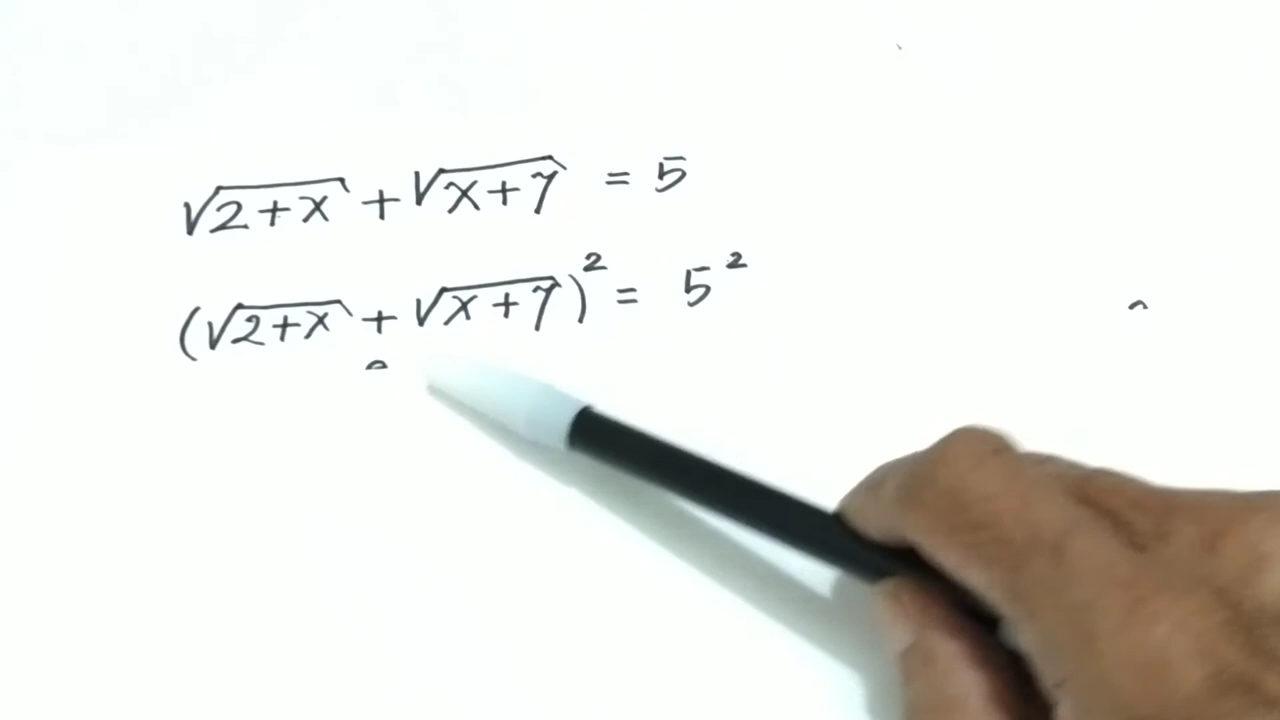 √(2+x) + √(x+7) = 5
(√(2+x) + √(x+7))² = 5²